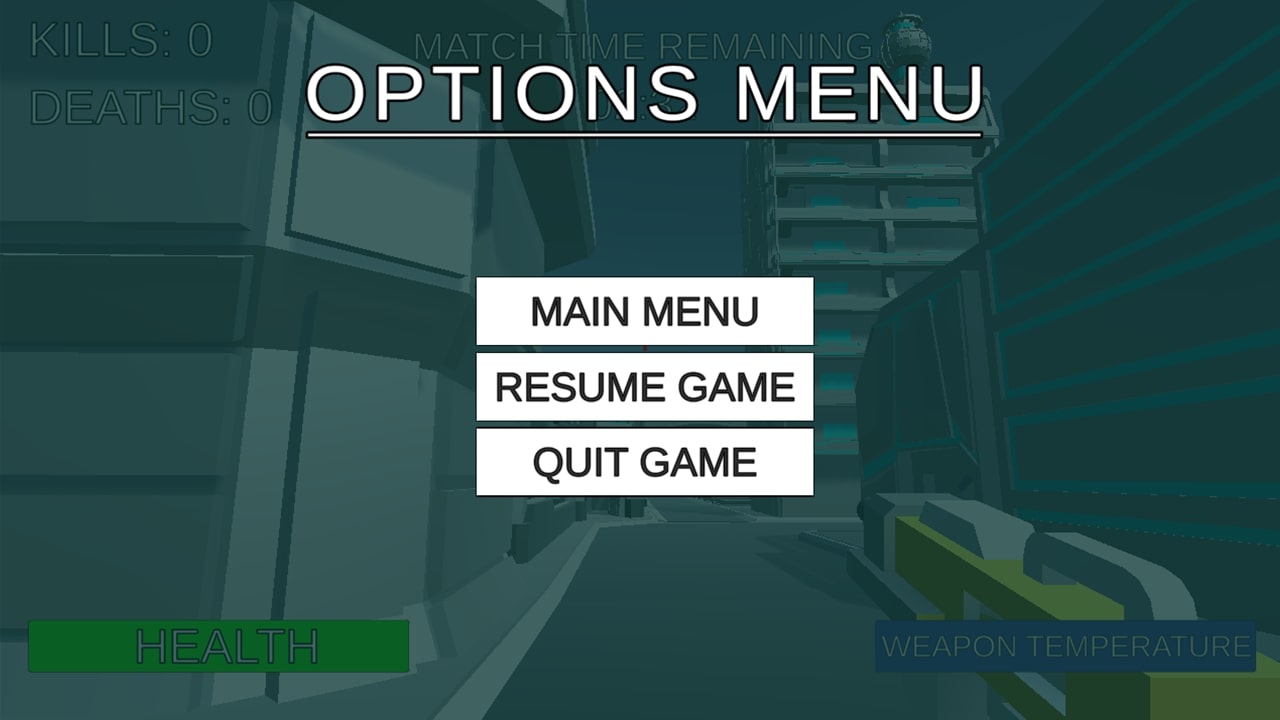 KILLS: 0
MATCH TIME REMAINING
DEATHS: 0
OPTIONS MENU
MAIN MENU
RESUME GAME
QUIT GAME
HEALTH
WEAPON TEMPERATURE